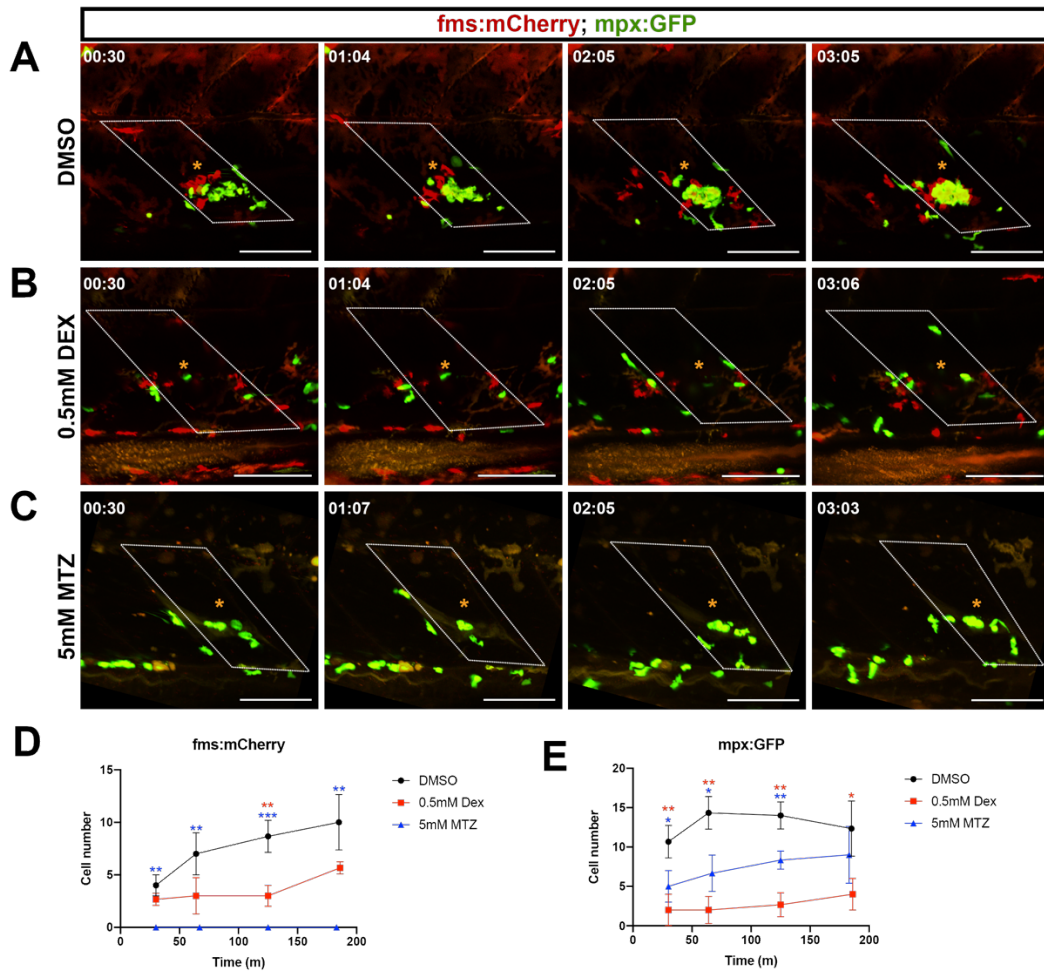 fms:mCherry; mpx:GFP
A
DMSO
00:30
01:04
02:05
03:05
*
*
*
*
B
0.5mM DEX
00:30
01:04
02:05
03:06
*
*
*
*
C
5mM MTZ
00:30
01:07
02:05
03:03
*
*
*
*
D
fms:mCherry
Cell number
15
10
5
0
0 50 100 150 200
Time (m)
**
**
**
***
**
DMSO
0.5mM Dex
5mM MTZ
E
mpx:GFP
Cell number
20
15
10
5
0
0 50 100 150 200
Time (m)
**
*
**
*
**
**
*
DMSO
0.5mM Dex
5mM MTZ